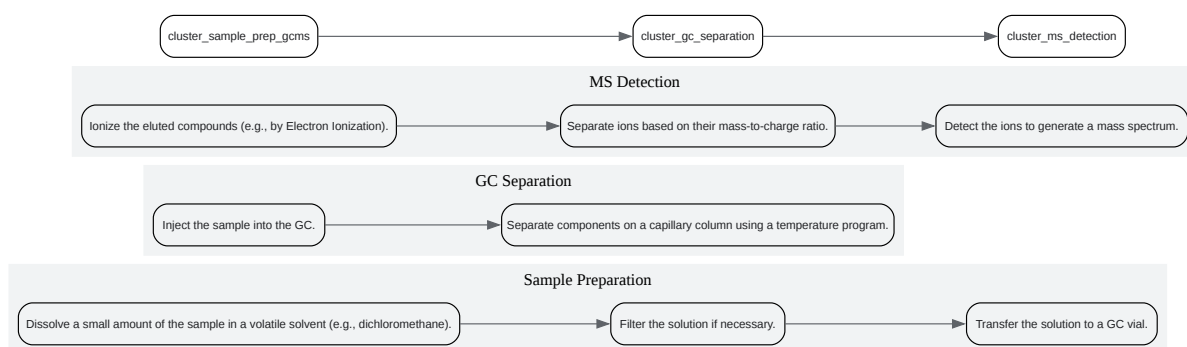 cluster_sample_prep_gcms
cluster_gc_separation
cluster_ms_detection
MS Detection
Ionize the eluted compounds (e.g., by Electron Ionization).
Separate ions based on their mass-to-charge ratio.
Detect the ions to generate a mass spectrum.
GC Separation
Inject the sample into the GC.
Separate components on a capillary column using a temperature program.
Sample Preparation
Dissolve a small amount of the sample in a volatile solvent (e.g., dichloromethane).
Filter the solution if necessary.
Transfer the solution to a GC vial.